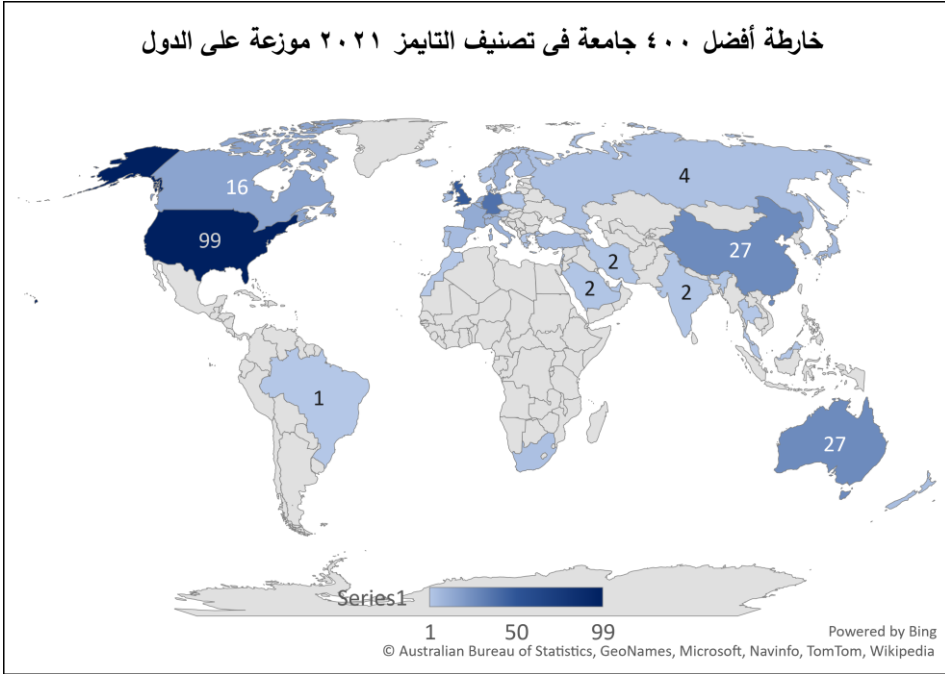 خارطة أفضل ٤٠٠ جامعة فى تصنيف التايمز ٢٠٢١ موزعة على الدول
16
99
4
27
2
2
2
1
27
Series1
1 50 99
Powered by Bing
© Australian Bureau of Statistics, GeoNames, Microsoft, Navinfo, TomTom, Wikipedia